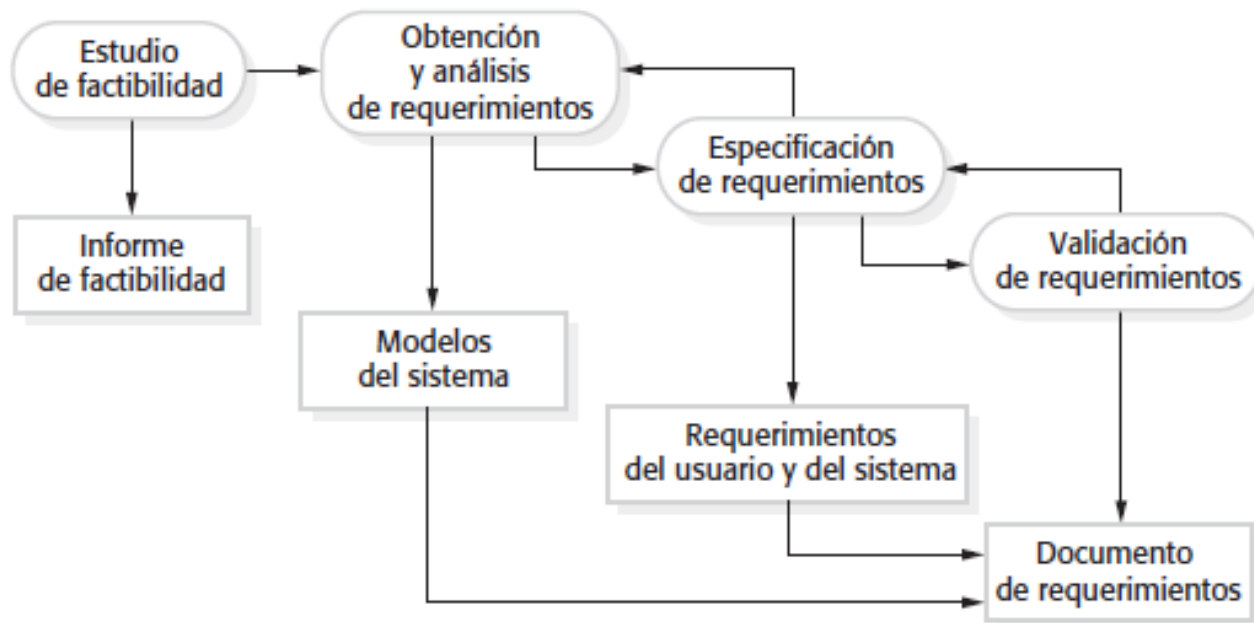 Estudio
de factibilidad
Obtención
y análisis
de requerimientos
Especificación
de requerimientos
Validación
de requerimientos
Informe
de factibilidad
Modelos
del sistema
Requerimientos
del usuario y del sistema
Documento
de requerimientos